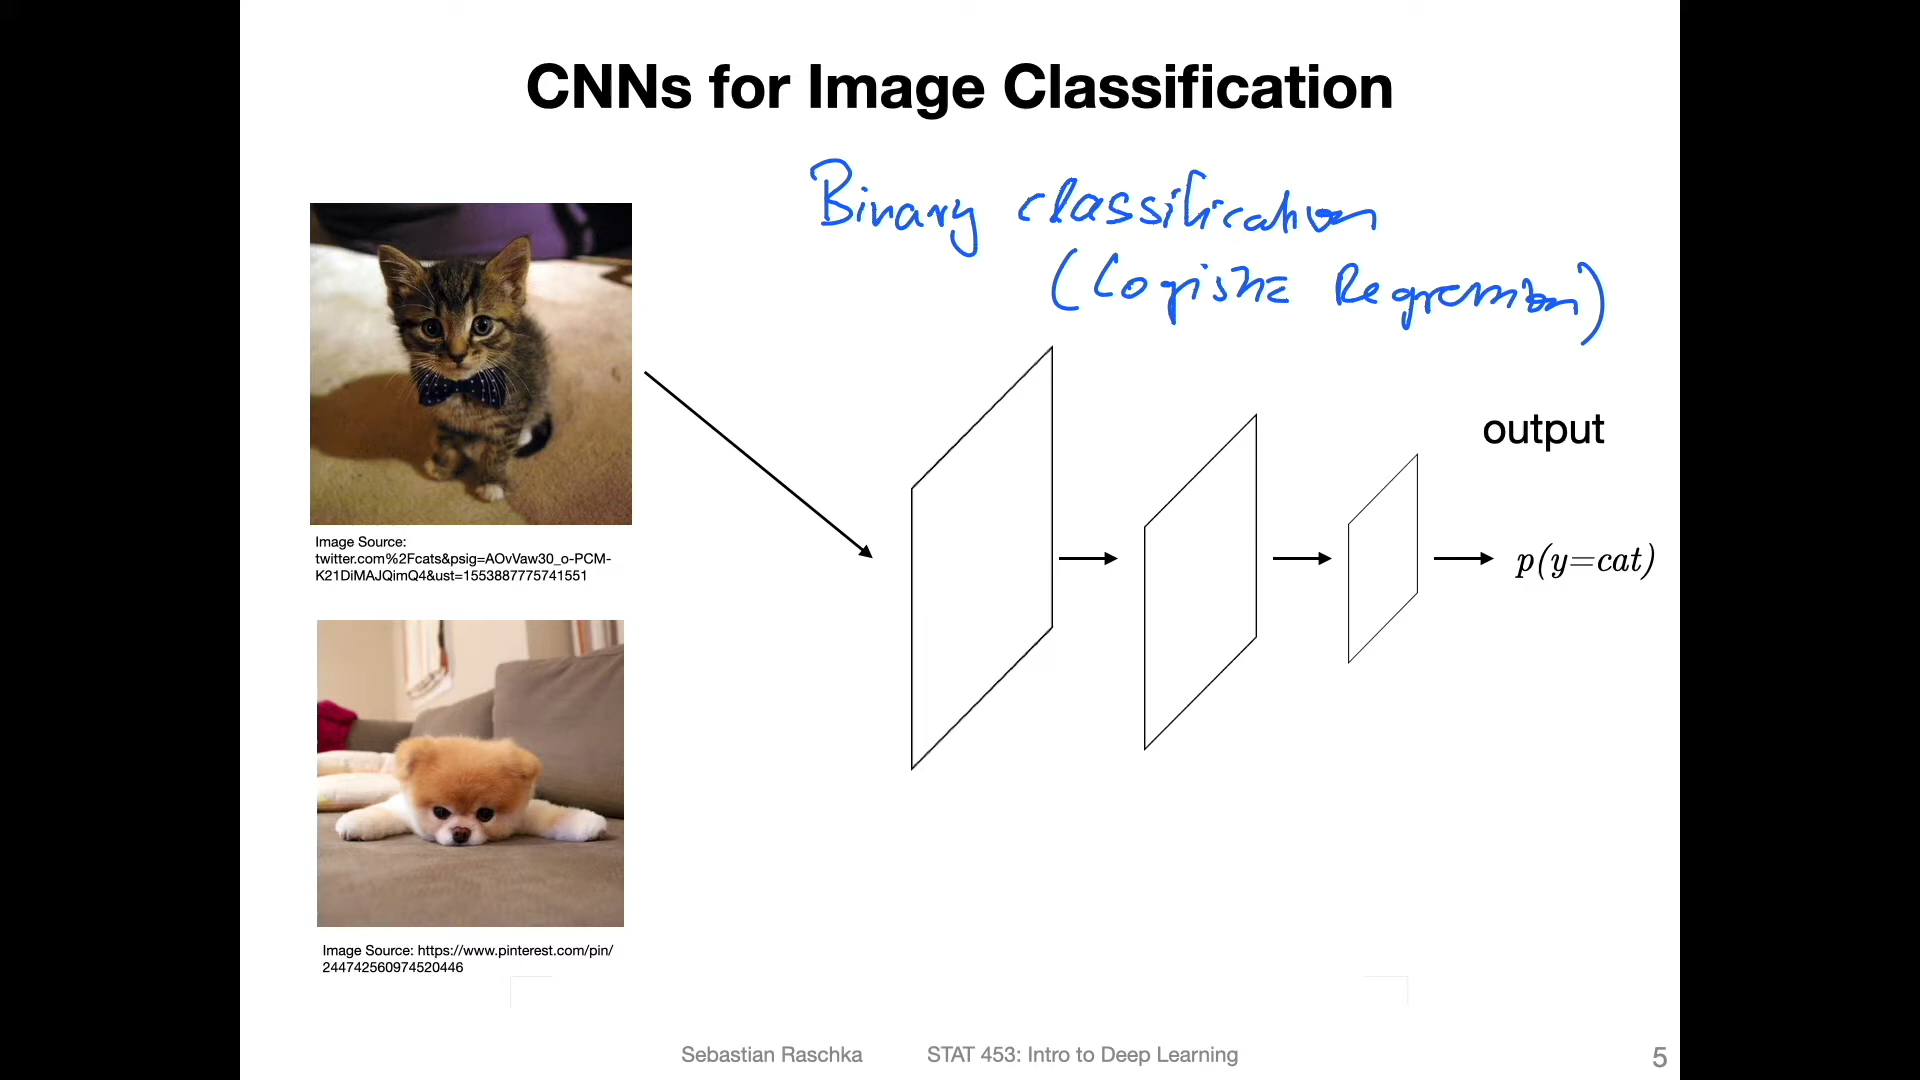 CNNs for Image Classification
Binary classification
(Logistic Regression)
Image Source:
twitter.com%2Fcats&psig=AOvVaw30_o-PCM-
K21DiMAJQimQ4&ust=1553887775741551
output
p(y=cat)
Image Source: https://www.pinterest.com/pin/
244742560974520446
Sebastian Raschka STAT 453: Intro to Deep Learning 5